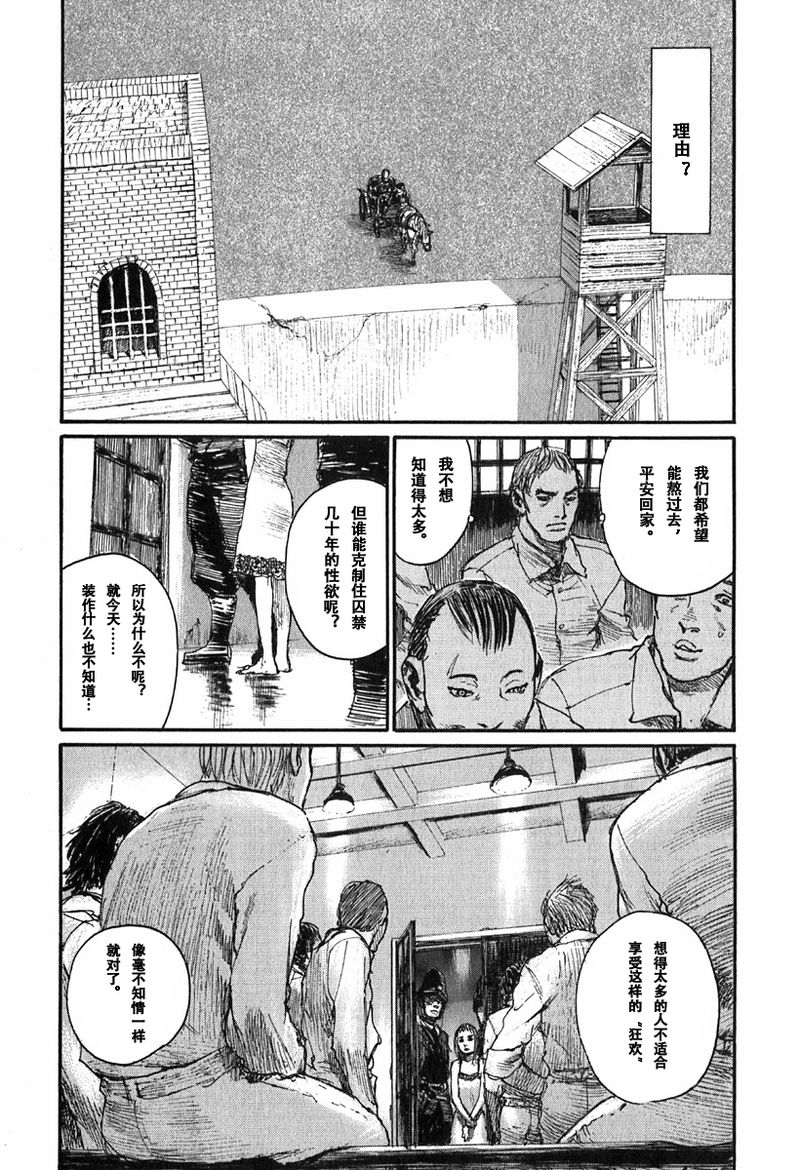 理由？
我们都希望
能熬过去，
平安回家。
我不想
知道得太多。
但谁能克制住囚禁
几十年的性欲呢？
所以为什么不呢？
就今天……
装作什么也不知道…
想得太多的人不适合
享受这样的“狂欢”
像毫不知情一样
就对了。